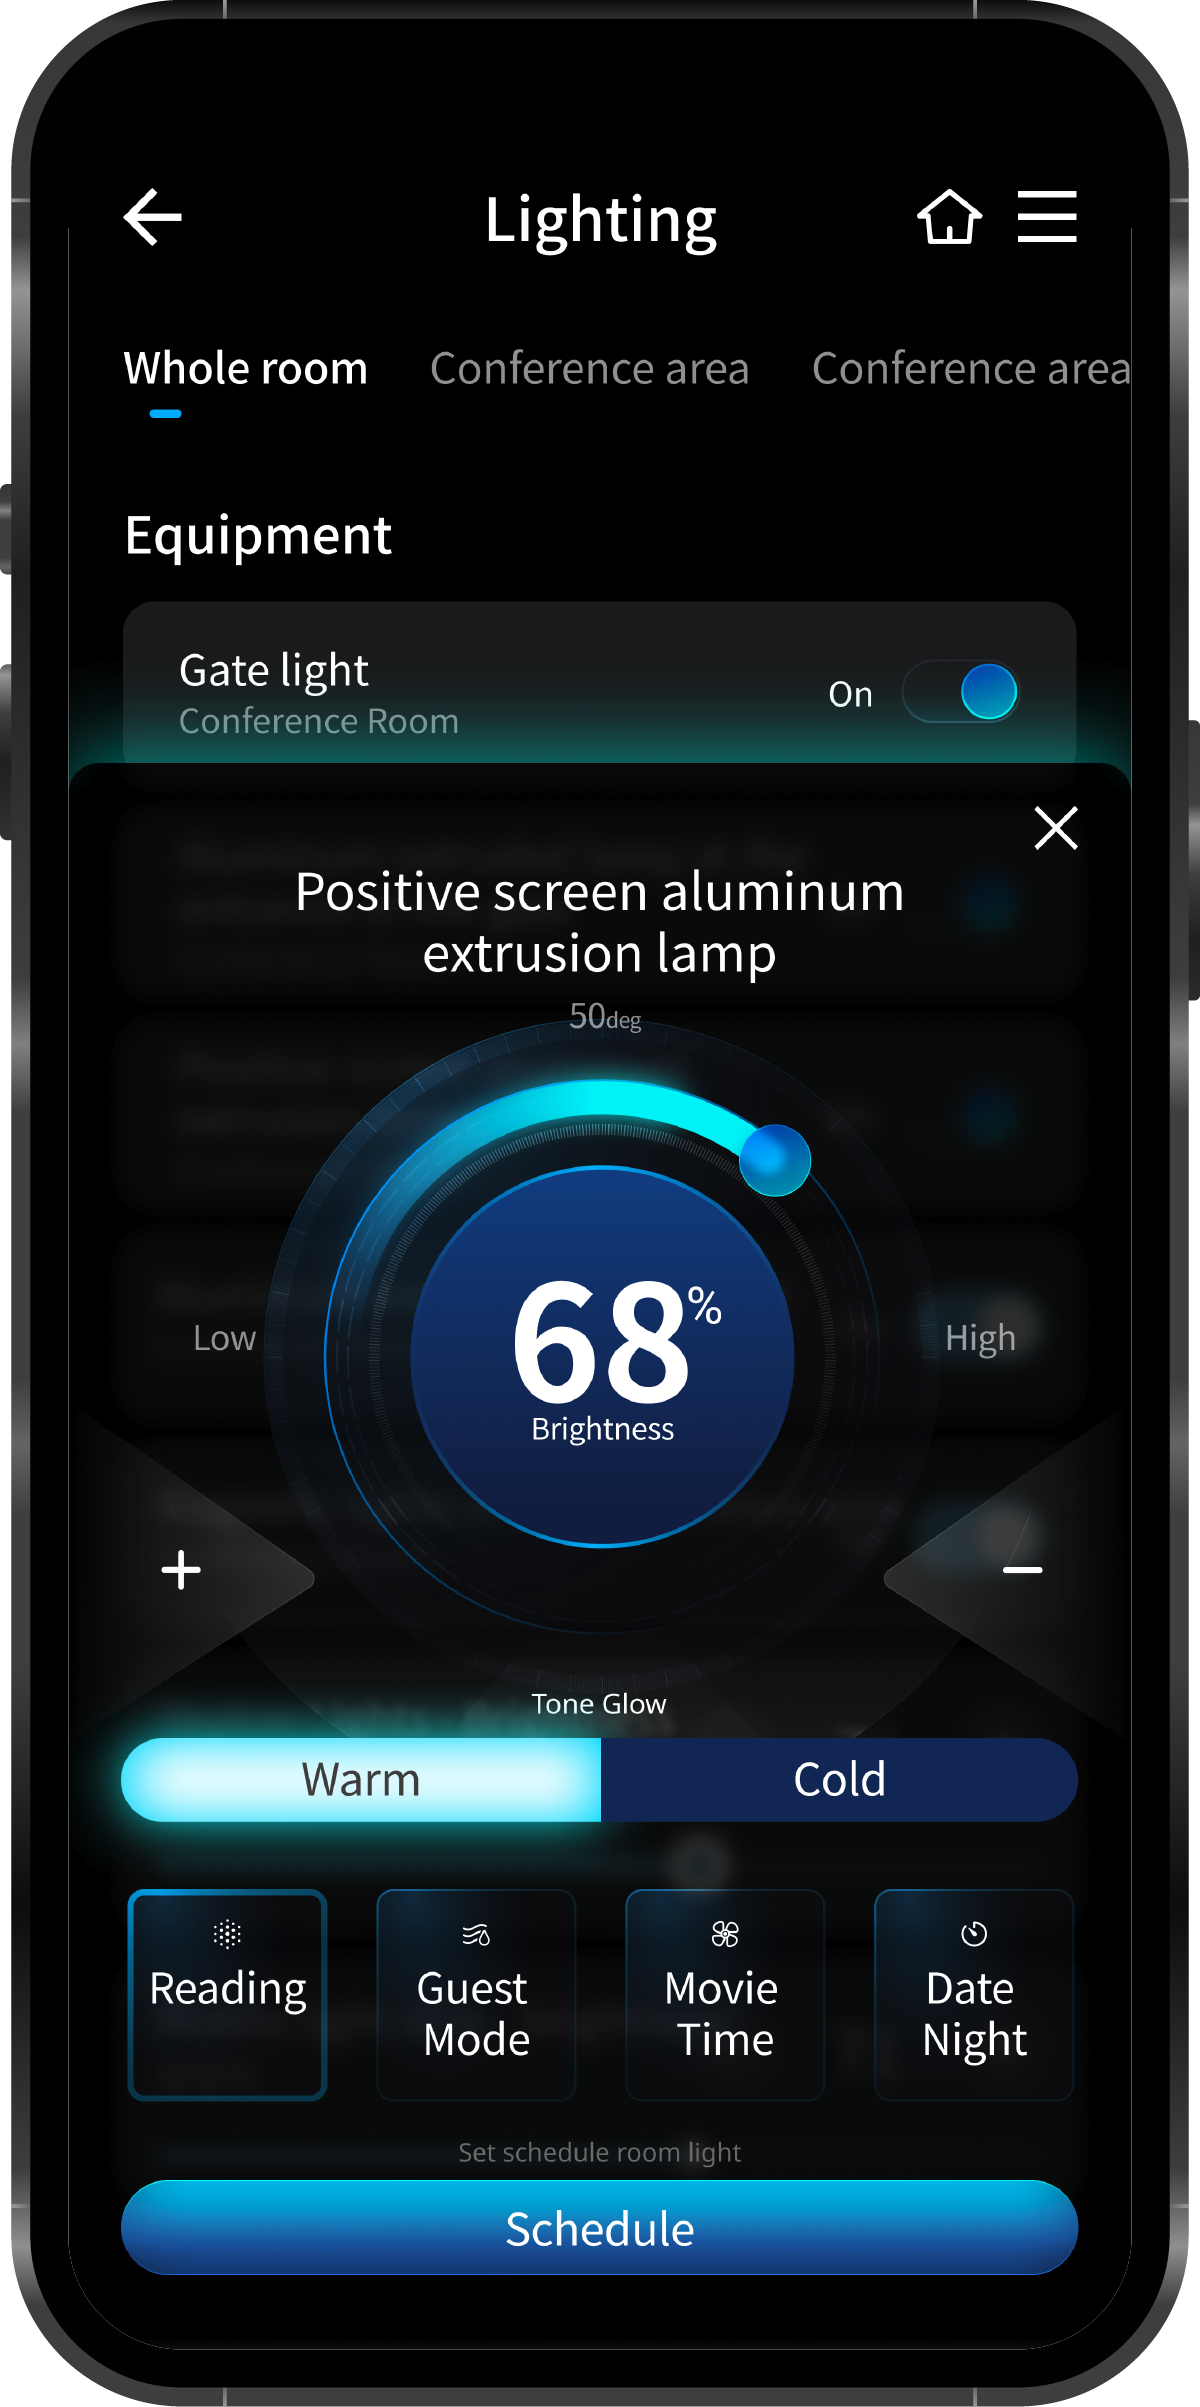 Lighting
Whole room
Conference area
Conference area
Equipment
Gate light
Conference Room
On
Positive screen aluminum
extrusion lamp
50deg
68%
Brightness
Low
High
+
−
Tone Glow
Warm
Cold
Reading
Guest
Mode
Movie
Time
Date
Night
Set schedule room light
Schedule